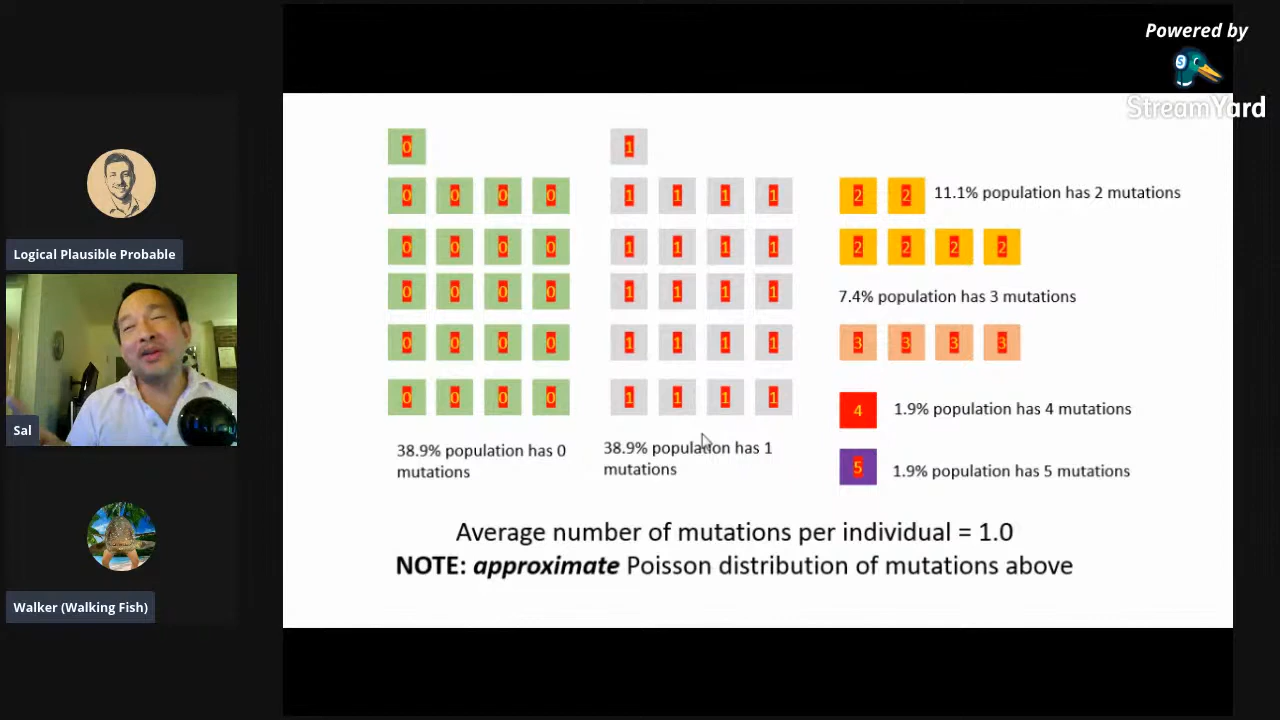 Powered by
S
StreamYard
Logical Plausible Probable
Sal
Walker (Walking Fish)
0
0 0 0 0
0 0 0 0
0 0 0 0
0 0 0 0
0 0 0 0
38.9% population has 0
mutations
1
1 1 1 1
1 1 1 1
1 1 1 1
1 1 1 1
1 1 1 1
38.9% population has 1
mutations
2 2 11.1% population has 2 mutations
2 2 2 2
7.4% population has 3 mutations
3 3 3 3
4 1.9% population has 4 mutations
5 1.9% population has 5 mutations
Average number of mutations per individual = 1.0
NOTE: approximate Poisson distribution of mutations above